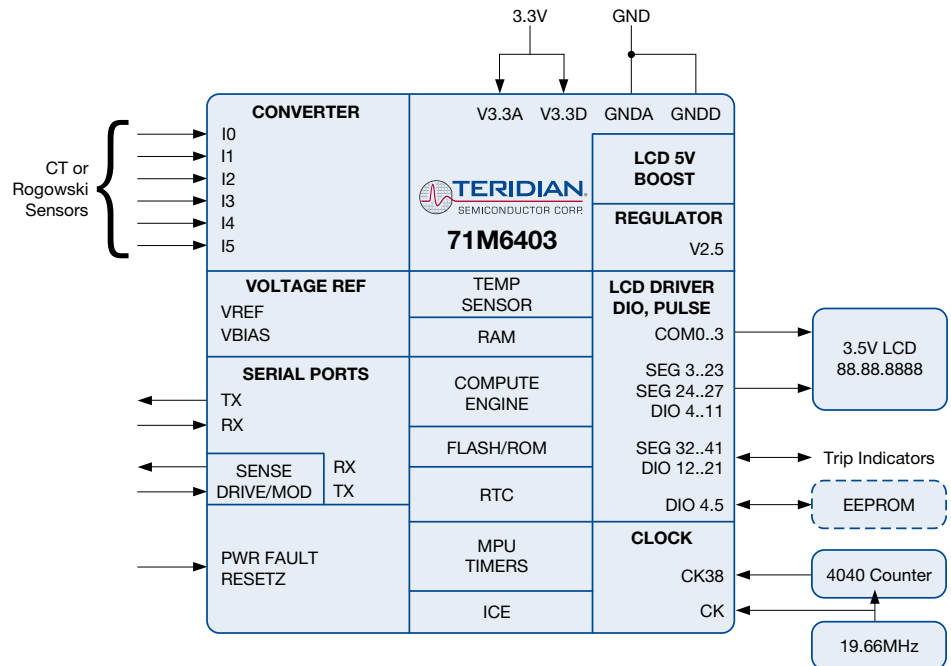 3.3V
GND
CONVERTER
V3.3A V3.3D GNDA GNDD
I0
I1
I2
I3
I4
I5
CT or
Rogowski
Sensors
TERIDIAN
SEMICONDUCTOR CORP.
71M6403
LCD 5V
BOOST
REGULATOR
V2.5
VOLTAGE REF
VREF
VBIAS
TEMP
SENSOR
RAM
LCD DRIVER
DIO, PULSE
COM0..3
SEG 3..23
SEG 24..27
DIO 4..11
SEG 32..41
DIO 12..21
DIO 4.5
3.5V LCD
88.88.8888
Trip Indicators
EEPROM
SERIAL PORTS
TX
RX
SENSE
DRIVE/MOD
RX
TX
COMPUTE
ENGINE
FLASH/ROM
RTC
PWR FAULT
RESETZ
MPU
TIMERS
ICE
CLOCK
CK38
CK
4040 Counter
19.66MHz